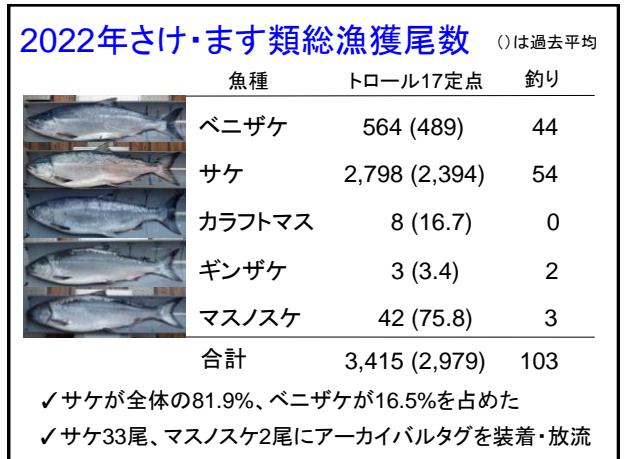 2022年さけ・ます類総漁獲尾数 ()は過去平均
魚種 トロール17定点 釣り
ベニザケ 564 (489) 44
サケ 2,798 (2,394) 54
カラフトマス 8 (16.7) 0
ギンザケ 3 (3.4) 2
マスノスケ 42 (75.8) 3
合計 3,415 (2,979) 103
✓サケが全体の81.9%、ベニザケが16.5%を占めた
✓サケ33尾、マスノスケ2尾にアーカイバルタグを装着・放流